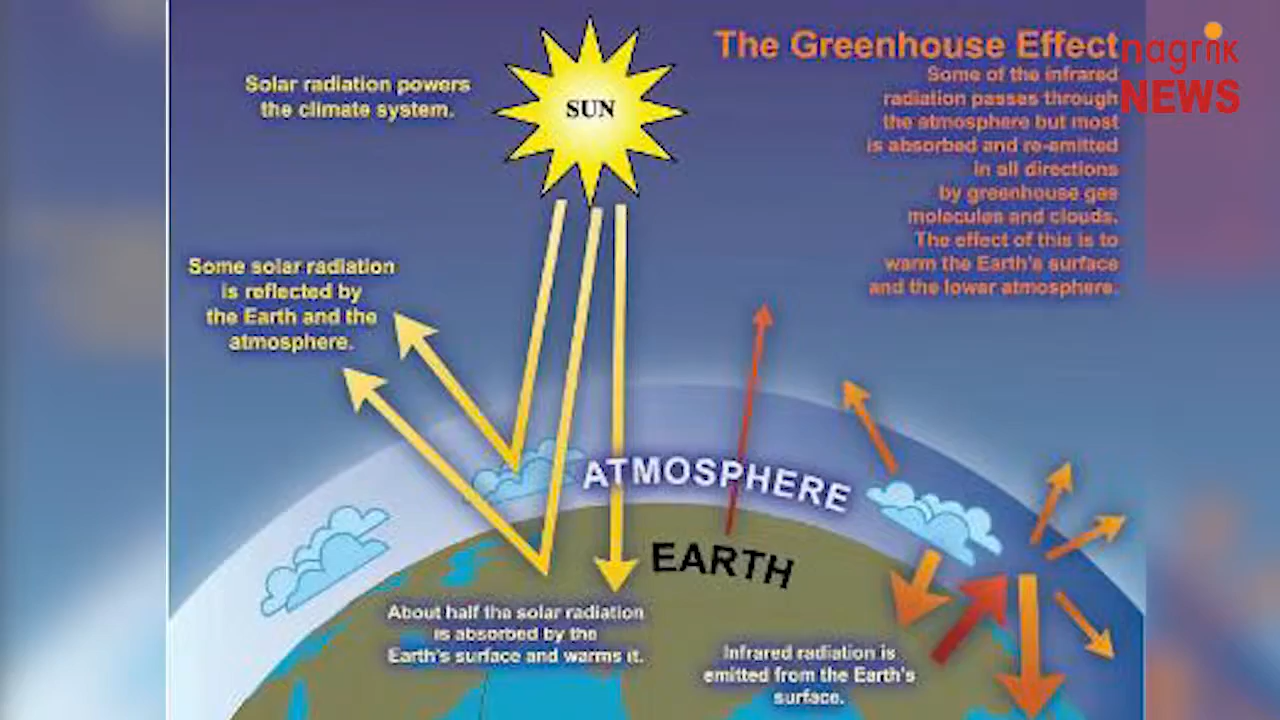 The Greenhouse Effect
nagrik
NEWS
Some of the infrared
radiation passes through
the atmosphere but most
is absorbed and re-emitted
in all directions
by greenhouse gas
molecules and clouds.
The effect of this is to
warm the Earth's surface
and the lower atmosphere.
Solar radiation powers
the climate system.
SUN
Some solar radiation
is reflected by
the Earth and the
atmosphere.
ATMOSPHERE
EARTH
About half the solar radiation
is absorbed by the
Earth's surface and warms it.
Infrared radiation is
emitted from the Earth's
surface.